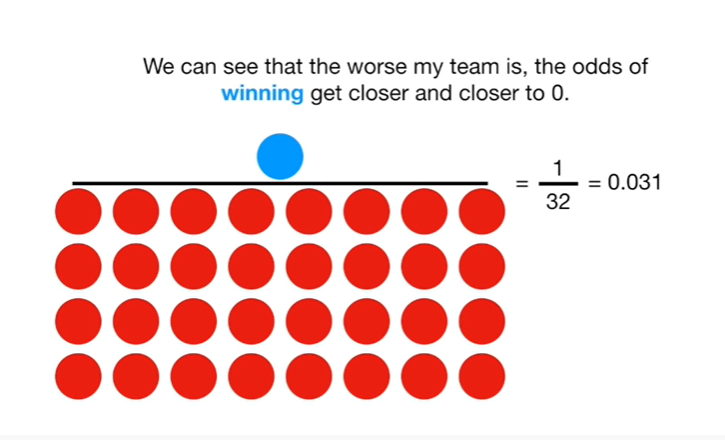 We can see that the worse my team is, the odds of
winning get closer and closer to 0.
= 1/32 = 0.031